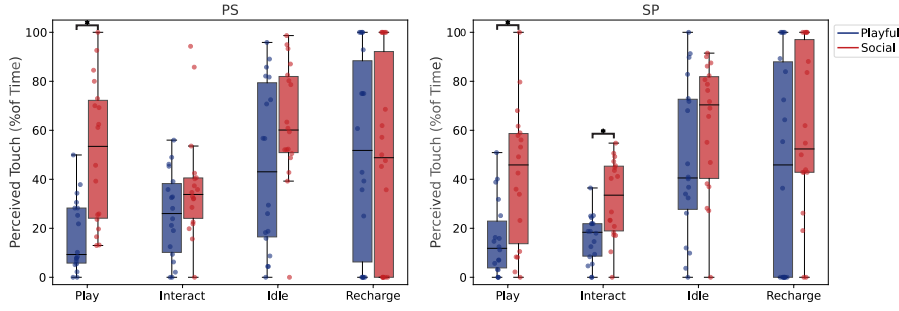 PS
SP
Perceived Touch (%of Time)
100
80
60
40
20
0
Play
Interact
Idle
Recharge
Perceived Touch (%of Time)
100
80
60
40
20
0
Play
Interact
Idle
Recharge
Playful
Social